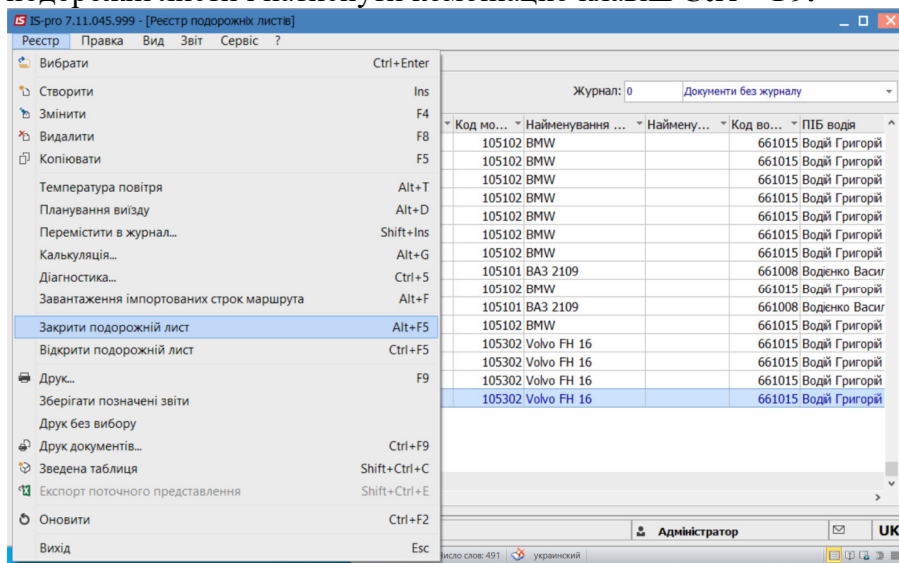 IS-pro 7.11.045.999 - [Реєстр подорожніх листів]
Реєстр Правка Вид Звіт Сервіс ?
Вибрати Ctrl+Enter
Створити Ins
Змінити F4
Видалити F8
Копіювати F5
Температура повітря Alt+T
Планування виїзду Alt+D
Перемістити в журнал... Shift+Ins
Калькуляція... Alt+G
Діагностика... Ctrl+5
Завантаження імпортованих строк маршрута Alt+F
Закрити подорожній лист Alt+F5
Відкрити подорожній лист Ctrl+F5
Друк... F9
Зберігати позначені звіти
Друк без вибору
Друк документів... Ctrl+F9
Зведена таблиця Shift+Ctrl+C
Експорт поточного представлення Shift+Ctrl+E
Оновити Ctrl+F2
Вихід Esc
Журнал: 0 Документи без журналу
Код мо... Найменування ... Наймену... Код во... ПІБ водія
105102 BMW 661015 Водій Григорій
105102 BMW 661015 Водій Григорій
105102 BMW 661015 Водій Григорій
105102 BMW 661015 Водій Григорій
105102 BMW 661015 Водій Григорій
105102 BMW 661015 Водій Григорій
105102 BMW 661015 Водій Григорій
105101 ВАЗ 2109 661008 Водієнко Васил
105102 BMW 661015 Водій Григорій
105101 ВАЗ 2109 661008 Водієнко Васил
105102 BMW 661015 Водій Григорій
105302 Volvo FH 16 661015 Водій Григорій
105302 Volvo FH 16 661015 Водій Григорій
105302 Volvo FH 16 661015 Водій Григорій
105302 Volvo FH 16 661015 Водій Григорій
Адміністратор UK
Число слов: 491 украинский